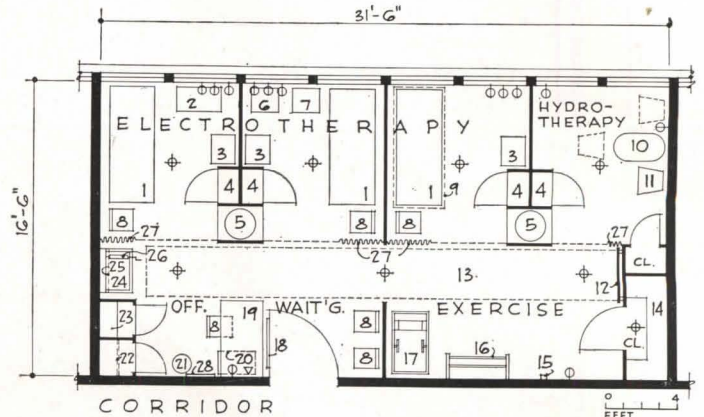 31'-6"
16'-6"
HYDRO-
THERAPY
ELECTROTHERAPY
2 6 7
3 3 3
10
11
1 4 4 1 1 9 4 4
8 5 8 8 5
27 27 27
26
25
24
13
12
CL.
14
23
OFF. 19 WAIT'G. EXERCISE
8 8
18
16
17
CL.
22 21 28 20 8 15
CORRIDOR
0 4
FEET